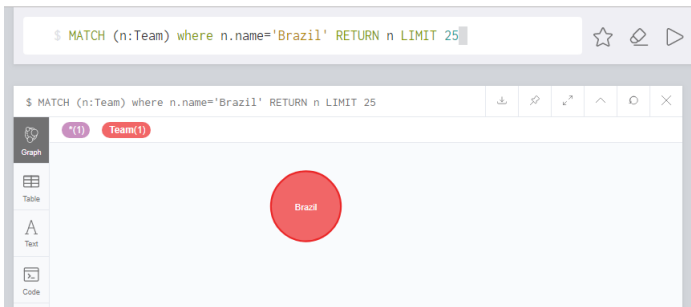 $ MATCH (n:Team) where n.name='Brazil' RETURN n LIMIT 25
$ MATCH (n:Team) where n.name='Brazil' RETURN n LIMIT 25
*(1) Team(1)
Graph
Brazil
Table
A
Text
Code